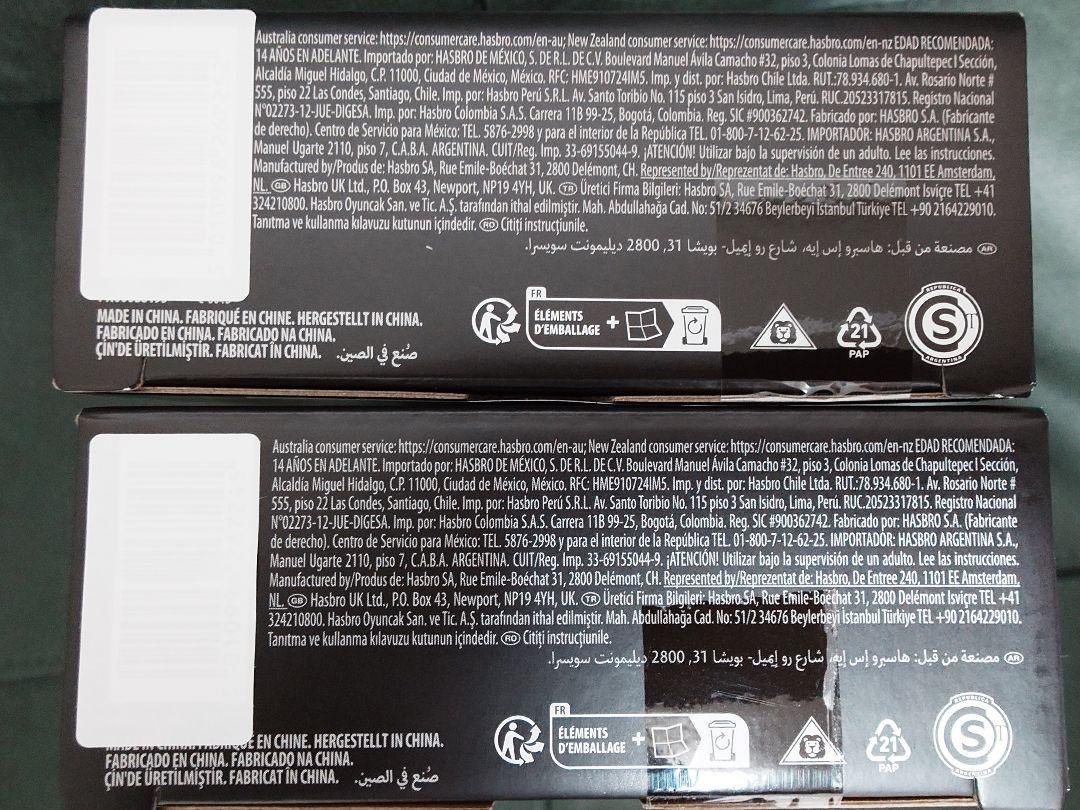 Australia consumer service: https://consumercare.hasbro.com/en-au; New Zealand consumer service: https://consumercare.hasbro.com/en-nz EDAD RECOMENDADA:
14 AÑOS EN ADELANTE. Importado por: HASBRO DE MÉXICO, S. DE R.L. DE C.V. Boulevard Manuel Ávila Camacho #32, piso 3, Colonia Lomas de Chapultepec I Sección,
Alcaldía Miguel Hidalgo, C.P. 11000, Ciudad de México, México. RFC: HME910724IM5. Imp. y dist. por: Hasbro Chile Ltda. RUT.:78.934.680-1. Av. Rosario Norte #
555, piso 22 Las Condes, Santiago, Chile. Imp. por: Hasbro Perú S.R.L. Av. Santo Toribio No. 115 piso 3 San Isidro, Lima, Perú. RUC.20523317815. Registro Nacional
N°02273-12-JUE-DIGESA. Imp. por: Hasbro Colombia S.A.S. Carrera 11B 99-25, Bogotá, Colombia. Reg. SIC #900362742. Fabricado por: HASBRO S.A. (Fabricante
de derecho). Centro de Servicio para México: TEL. 5876-2998 y para el interior de la República TEL. 01-800-7-12-62-25. IMPORTADOR: HASBRO ARGENTINA S.A.,
Manuel Ugarte 2110, piso 7, C.A.B.A. ARGENTINA. CUIT/Reg. Imp. 33-69155044-9. ¡ATENCIÓN! Utilizar bajo la supervisión de un adulto. Lee las instrucciones.
Manufactured by/Produs de: Hasbro SA, Rue Emile-Boéchat 31, 2800 Delémont, CH. Represented by/Reprezentat de: Hasbro, De Entree 240, 1101 EE Amsterdam,
NL. GB Hasbro UK Ltd., P.O. Box 43, Newport, NP19 4YH, UK. TR Üretici Firma Bilgileri: Hasbro SA, Rue Emile-Boéchat 31, 2800 Delémont İsviçre TEL +41
324210800. Hasbro Oyuncak San. ve Tic. A.Ş. tarafından ithal edilmiştir. Mah. Abdullahağa Cad. No: 51/2 34676 Beylerbeyi İstanbul Türkiye TEL +90 2164229010.
Tanıtma ve kullanma kılavuzu kutunun içindedir. RO Citiți instrucțiunile.
AR مصنعة من قبل: هاسبرو إس إيه، شارع رو إيميل- بويشا 31, 2800 ديليمونت سويسرا.
MADE IN CHINA. FABRIQUÉ EN CHINE. HERGESTELLT IN CHINA.
FABRICADO EN CHINA. FABRICADO NA CHINA.
ÇİN'DE ÜRETİLMİŞTİR. FABRICAT ÎN CHINA. صُنع في الصين.
FR
ÉLÉMENTS
D'EMBALLAGE +
21
PAP
REPUBLICA
S
ARGENTINA
Australia consumer service: https://consumercare.hasbro.com/en-au; New Zealand consumer service: https://consumercare.hasbro.com/en-nz EDAD RECOMENDADA:
14 AÑOS EN ADELANTE. Importado por: HASBRO DE MÉXICO, S. DE R.L. DE C.V. Boulevard Manuel Ávila Camacho #32, piso 3, Colonia Lomas de Chapultepec I Sección,
Alcaldía Miguel Hidalgo, C.P. 11000, Ciudad de México, México. RFC: HME910724IM5. Imp. y dist. por: Hasbro Chile Ltda. RUT.:78.934.680-1. Av. Rosario Norte #
555, piso 22 Las Condes, Santiago, Chile. Imp. por: Hasbro Perú S.R.L. Av. Santo Toribio No. 115 piso 3 San Isidro, Lima, Perú. RUC.20523317815. Registro Nacional
N°02273-12-JUE-DIGESA. Imp. por: Hasbro Colombia S.A.S. Carrera 11B 99-25, Bogotá, Colombia. Reg. SIC #900362742. Fabricado por: HASBRO S.A. (Fabricante
de derecho). Centro de Servicio para México: TEL. 5876-2998 y para el interior de la República TEL. 01-800-7-12-62-25. IMPORTADOR: HASBRO ARGENTINA S.A.,
Manuel Ugarte 2110, piso 7, C.A.B.A. ARGENTINA. CUIT/Reg. Imp. 33-69155044-9. ¡ATENCIÓN! Utilizar bajo la supervisión de un adulto. Lee las instrucciones.
Manufactured by/Produs de: Hasbro SA, Rue Emile-Boéchat 31, 2800 Delémont, CH. Represented by/Reprezentat de: Hasbro, De Entree 240, 1101 EE Amsterdam,
NL. GB Hasbro UK Ltd., P.O. Box 43, Newport, NP19 4YH, UK. TR Üretici Firma Bilgileri: Hasbro SA, Rue Emile-Boéchat 31, 2800 Delémont İsviçre TEL +41
324210800. Hasbro Oyuncak San. ve Tic. A.Ş. tarafından ithal edilmiştir. Mah. Abdullahağa Cad. No: 51/2 34676 Beylerbeyi İstanbul Türkiye TEL +90 2164229010.
Tanıtma ve kullanma kılavuzu kutunun içindedir. RO Citiți instrucțiunile.
AR مصنعة من قبل: هاسبرو إس إيه، شارع رو إيميل- بويشا 31, 2800 ديليمونت سويسرا.
EN CHINE. HERGESTELLT IN CHINA.
FABRICADO EN CHINA. FABRICADO NA CHINA.
ÇİN'DE ÜRETİLMİŞTİR. FABRICAT ÎN CHINA. صُنع في الصين.
FR
ÉLÉMENTS
D'EMBALLAGE +
21
PAP
REPUBLICA
S
ARGENTINA